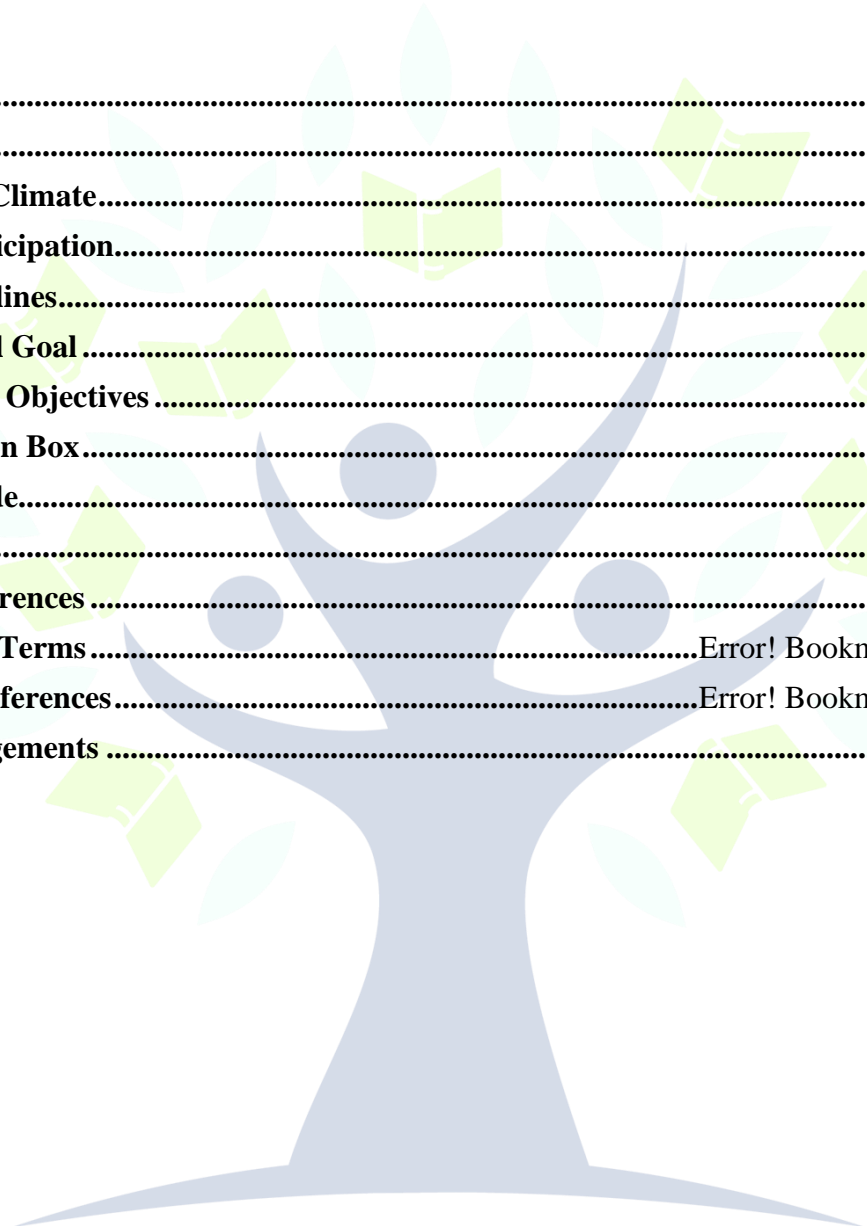 ................................................................
................................................................
Climate................................................................
icipation................................................................
lines................................................................
l Goal ................................................................
Objectives ................................................................
n Box................................................................
le................................................................
................................................................
rences ................................................................
Terms................................................................Error! Bookn
ferences................................................................Error! Bookn
gements ................................................................